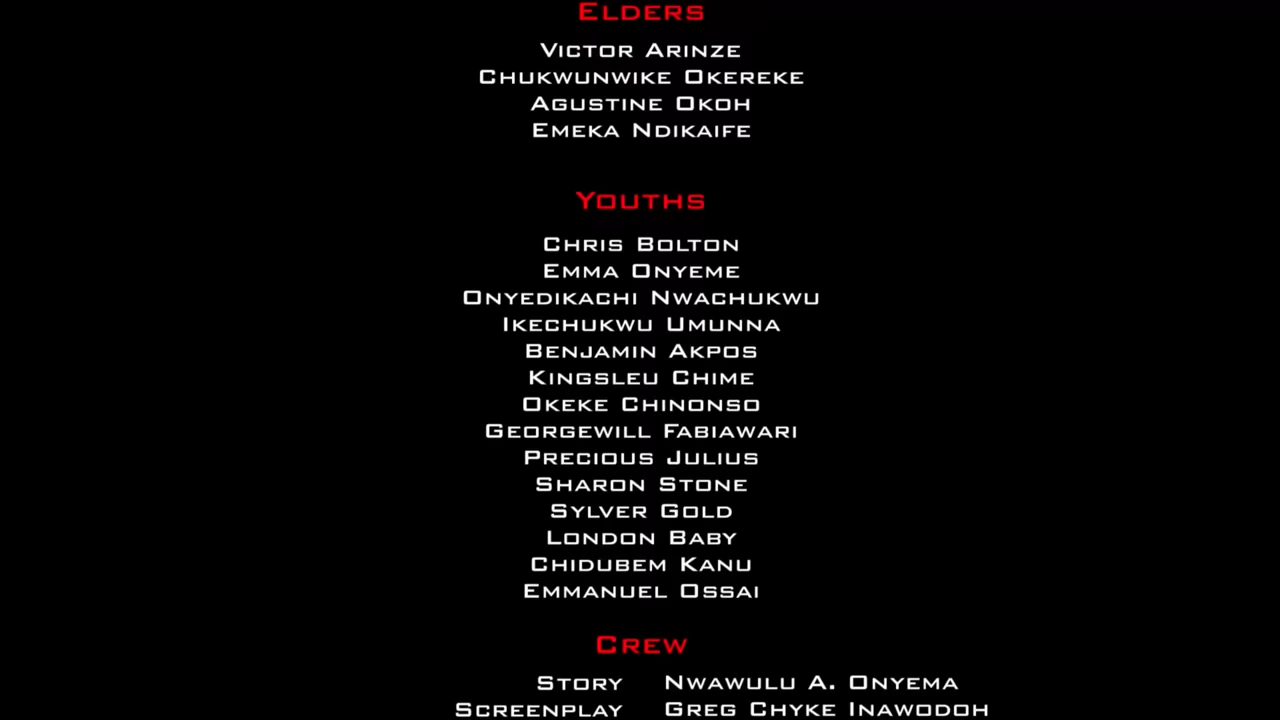 ELDERS
VICTOR ARINZE
CHUKWUNWIKE OKEREKE
AGUSTINE OKOH
EMEKA NDIKAIFE
YOUTHS
CHRIS BOLTON
EMMA ONYEME
ONYEDIKACHI NWACHUKWU
IKECHUKWU UMUNNA
BENJAMIN AKPOS
KINGSLEU CHIME
OKEKE CHINONSO
GEORGEWILL FABIAWARI
PRECIOUS JULIUS
SHARON STONE
SYLVER GOLD
LONDON BABY
CHIDUBEM KANU
EMMANUEL OSSAI
CREW
STORY NWAWULU A. ONYEMA
SCREENPLAY GREG CHYKE INAWODOH